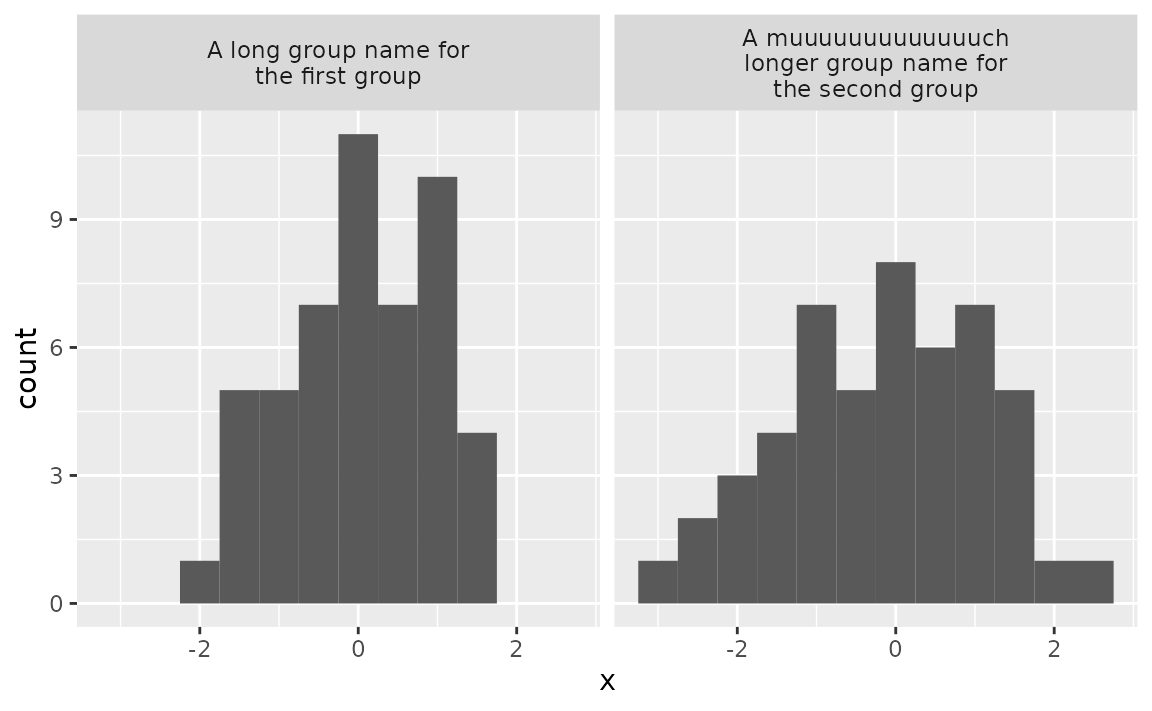 A long group name for
the first group
A muuuuuuuuuuuuuch
longer group name for
the second group
count
9
6
3
0
-2
0
2
-2
0
2
x